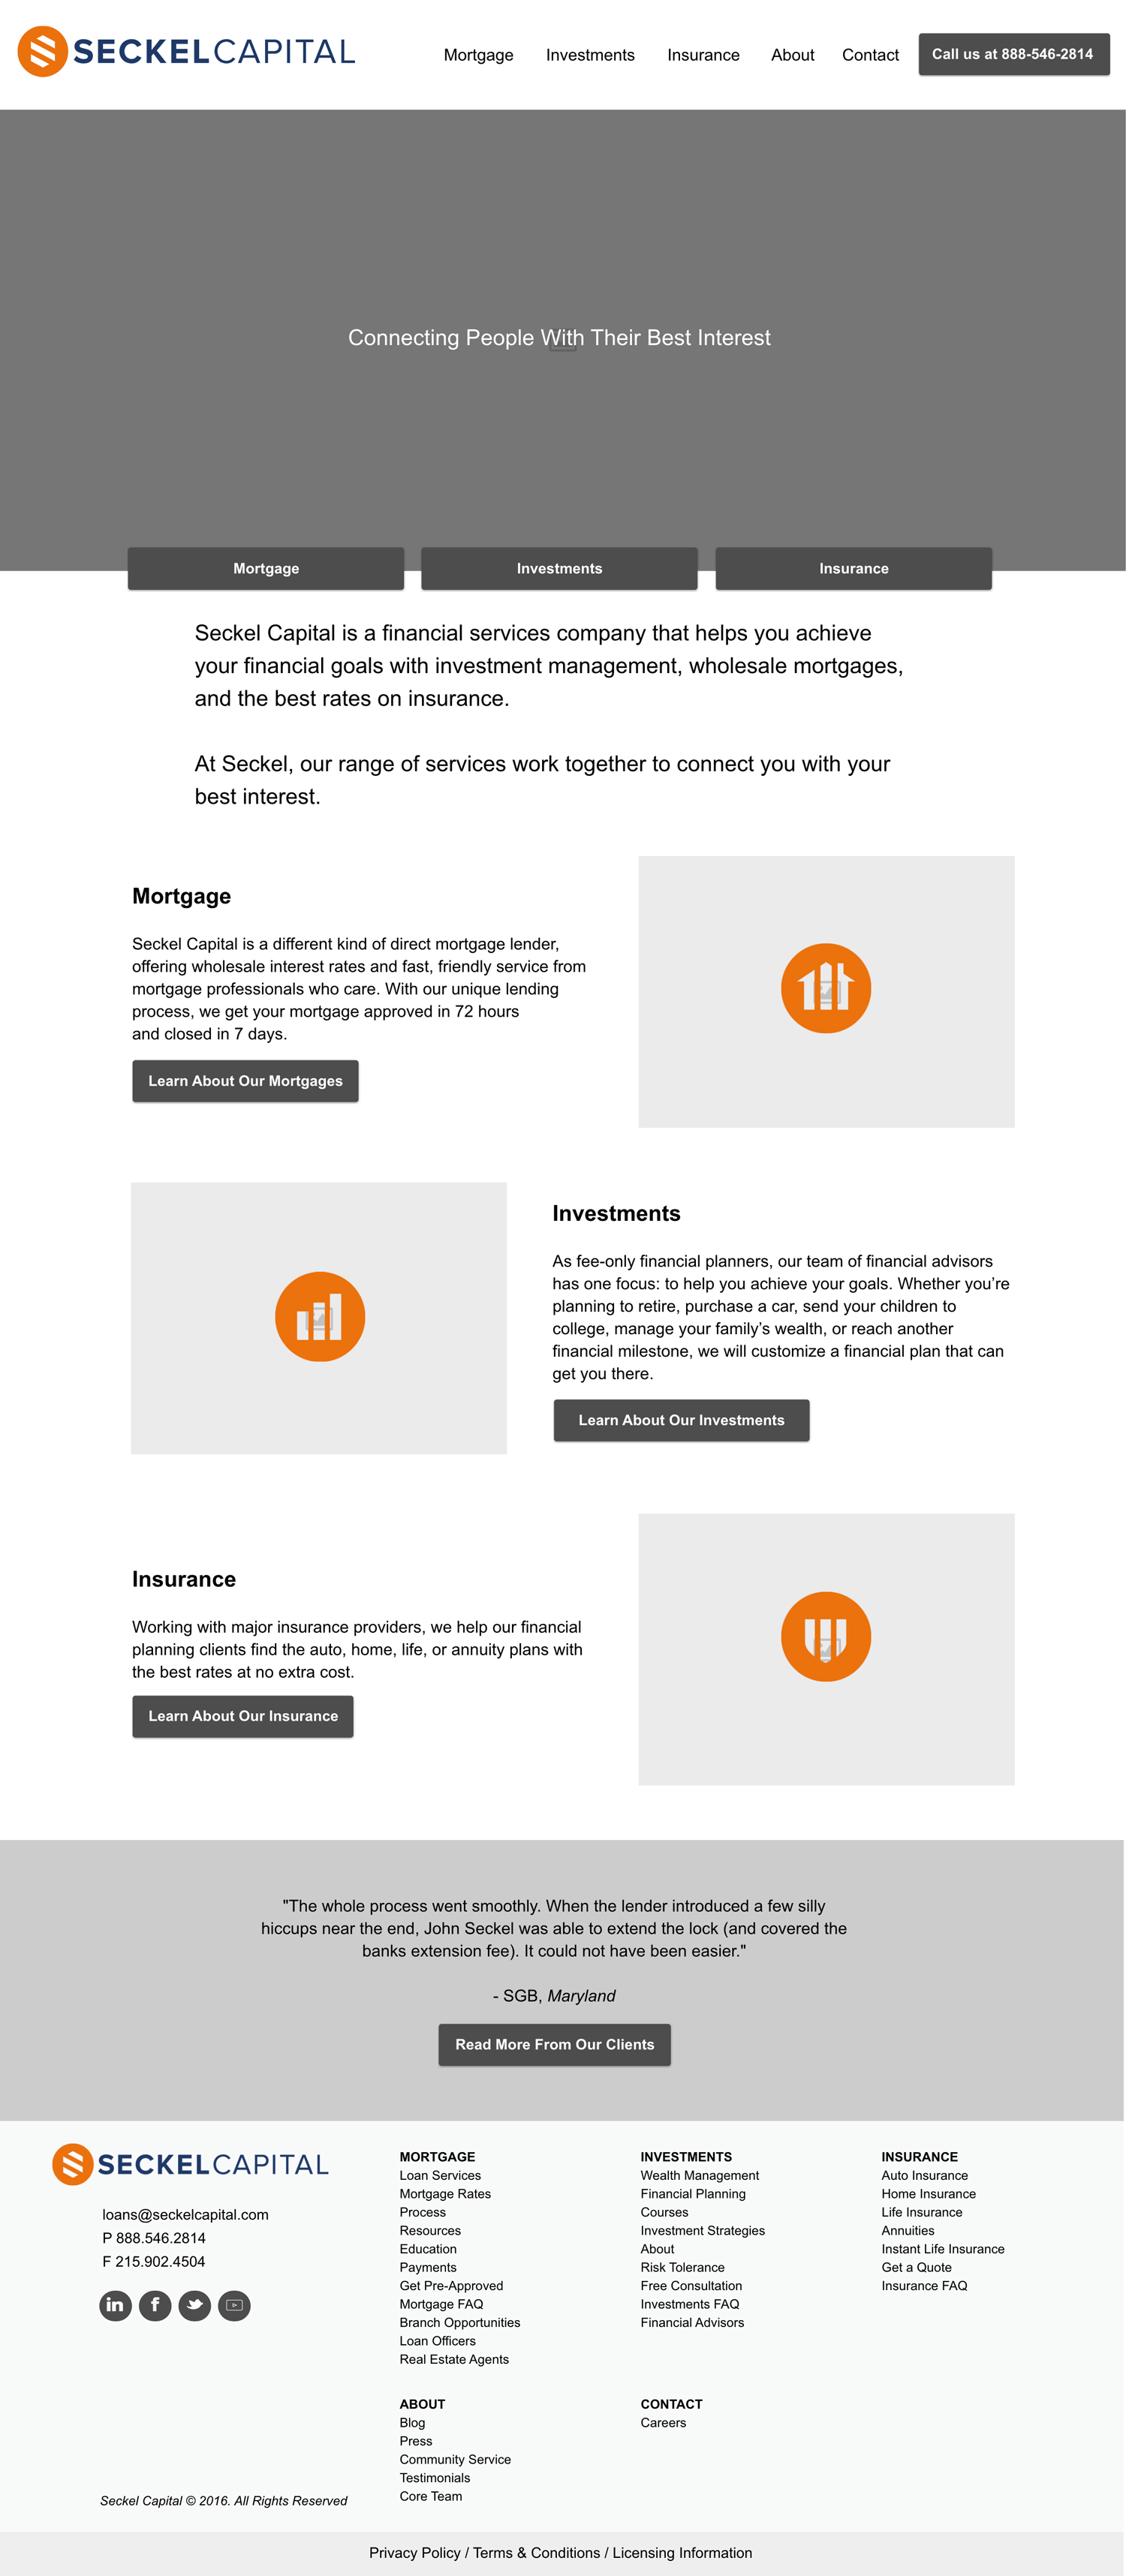 SECKELCAPITAL
Mortgage
Investments
Insurance
About
Contact
Call us at 888-546-2814
Connecting People With Their Best Interest
Mortgage
Investments
Insurance
Seckel Capital is a financial services company that helps you achieve
your financial goals with investment management, wholesale mortgages,
and the best rates on insurance.
At Seckel, our range of services work together to connect you with your
best interest.
Mortgage
Seckel Capital is a different kind of direct mortgage lender,
offering wholesale interest rates and fast, friendly service from
mortgage professionals who care. With our unique lending
process, we get your mortgage approved in 72 hours
and closed in 7 days.
Learn About Our Mortgages
Investments
As fee-only financial planners, our team of financial advisors
has one focus: to help you achieve your goals. Whether you’re
planning to retire, purchase a car, send your children to
college, manage your family’s wealth, or reach another
financial milestone, we will customize a financial plan that can
get you there.
Learn About Our Investments
Insurance
Working with major insurance providers, we help our financial
planning clients find the auto, home, life, or annuity plans with
the best rates at no extra cost.
Learn About Our Insurance
"The whole process went smoothly. When the lender introduced a few silly
hiccups near the end, John Seckel was able to extend the lock (and covered the
banks extension fee). It could not have been easier."
- SGB, Maryland
Read More From Our Clients
SECKELCAPITAL
loans@seckelcapital.com
P 888.546.2814
F 215.902.4504
in
f
MORTGAGE
Loan Services
Mortgage Rates
Process
Resources
Education
Payments
Get Pre-Approved
Mortgage FAQ
Branch Opportunities
Loan Officers
Real Estate Agents
INVESTMENTS
Wealth Management
Financial Planning
Courses
Investment Strategies
About
Risk Tolerance
Free Consultation
Investments FAQ
Financial Advisors
INSURANCE
Auto Insurance
Home Insurance
Life Insurance
Annuities
Instant Life Insurance
Get a Quote
Insurance FAQ
ABOUT
Blog
Press
Community Service
Testimonials
Core Team
CONTACT
Careers
Seckel Capital © 2016. All Rights Reserved
Privacy Policy / Terms & Conditions / Licensing Information